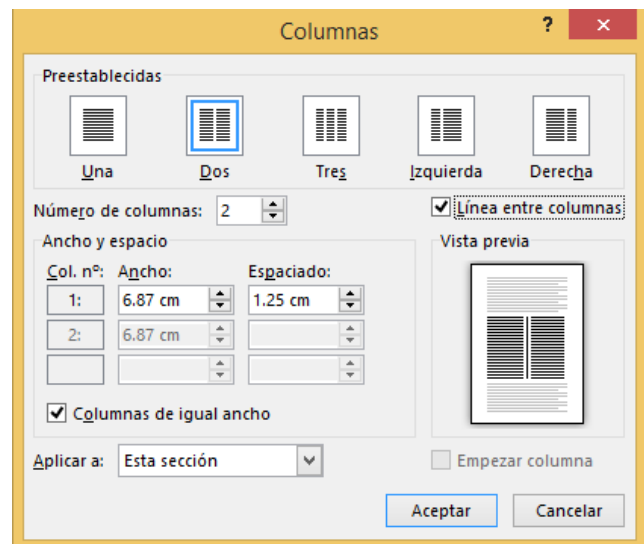 Columnas ?
Preestablecidas
Una Dos Tres Izquierda Derecha
Número de columnas: 2
Línea entre columnas
Ancho y espacio
Vista previa
Col. nº: Ancho: Espaciado:
1: 6.87 cm 1.25 cm
2: 6.87 cm
Columnas de igual ancho
Aplicar a: Esta sección
Empezar columna
Aceptar Cancelar